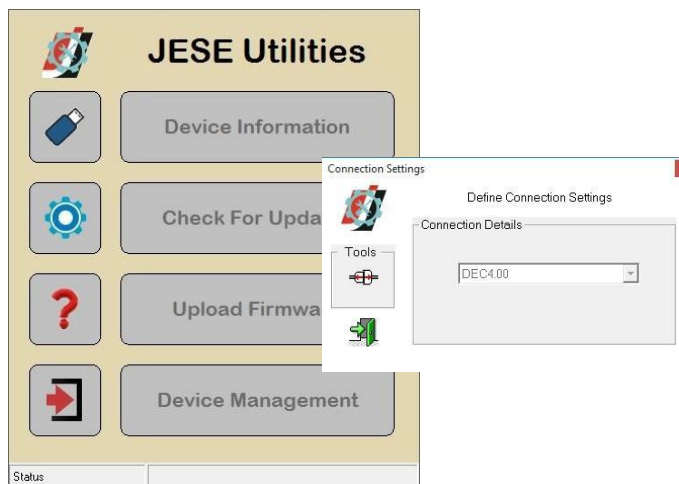 JESE Utilities
Device Information
Check For Upda
Upload Firmwa
Device Management
Status
Connection Settings
Define Connection Settings
Connection Details
Tools
DEC4.00